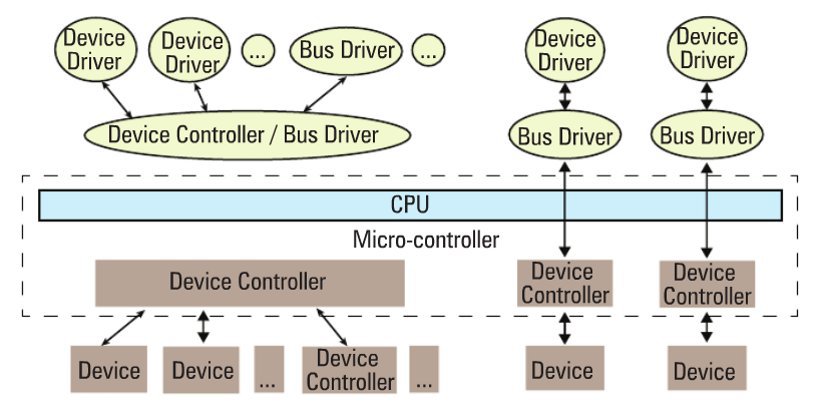 Device
Driver
Device
Driver
...
Bus Driver
...
Device
Driver
Device
Driver
Device Controller / Bus Driver
Bus Driver
Bus Driver
CPU
Micro-controller
Device Controller
Device
Controller
Device
Controller
Device
Device
...
Device
Controller
...
Device
Device